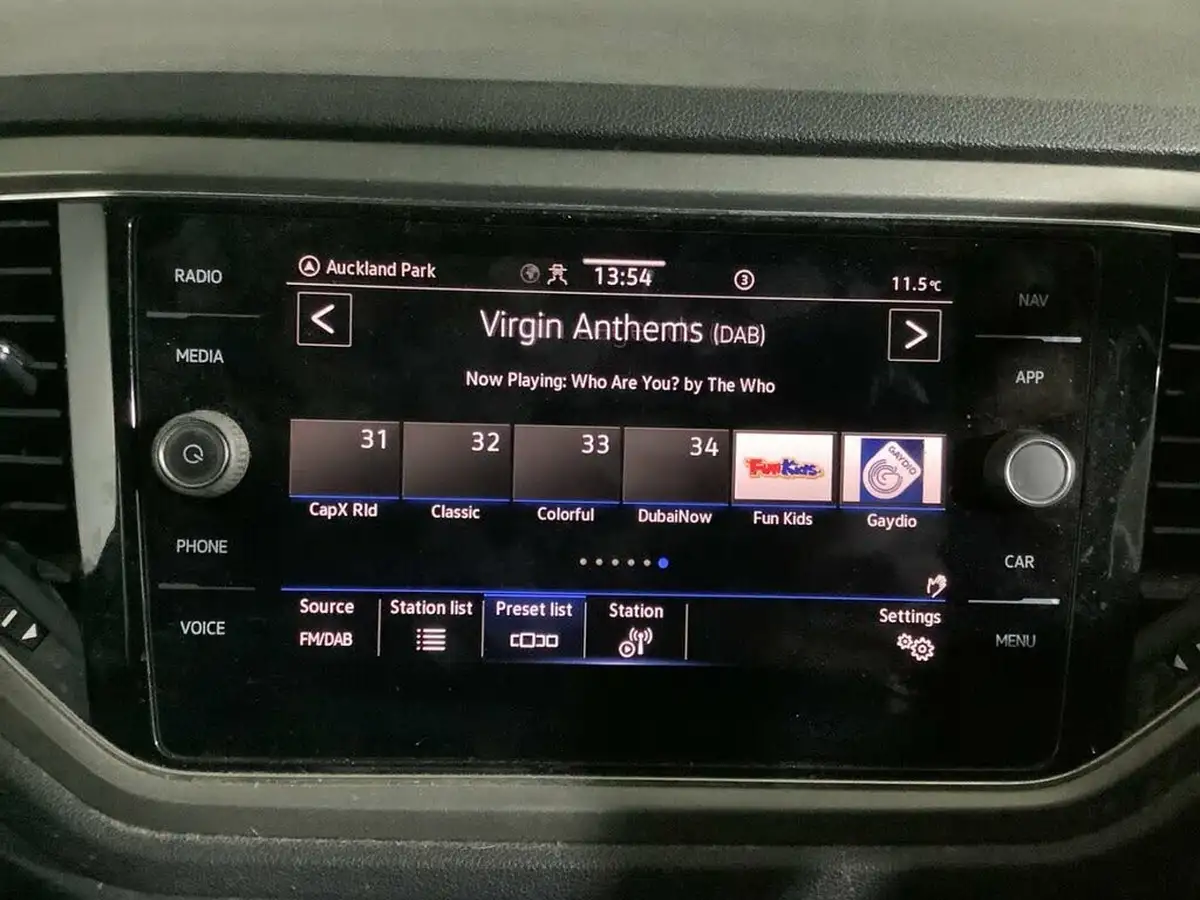 RADIO
MEDIA
PHONE
VOICE
Auckland Park
13:54
3
11.5°C
<
Virgin Anthems (DAB)
>
Now Playing: Who Are You? by The Who
31 32 33 34 FunKids GAYDIO
CapX Rld Classic Colorful DubaiNow Fun Kids Gaydio
Source Station list Preset list Station Settings
FM/DAB
NAV
APP
CAR
MENU